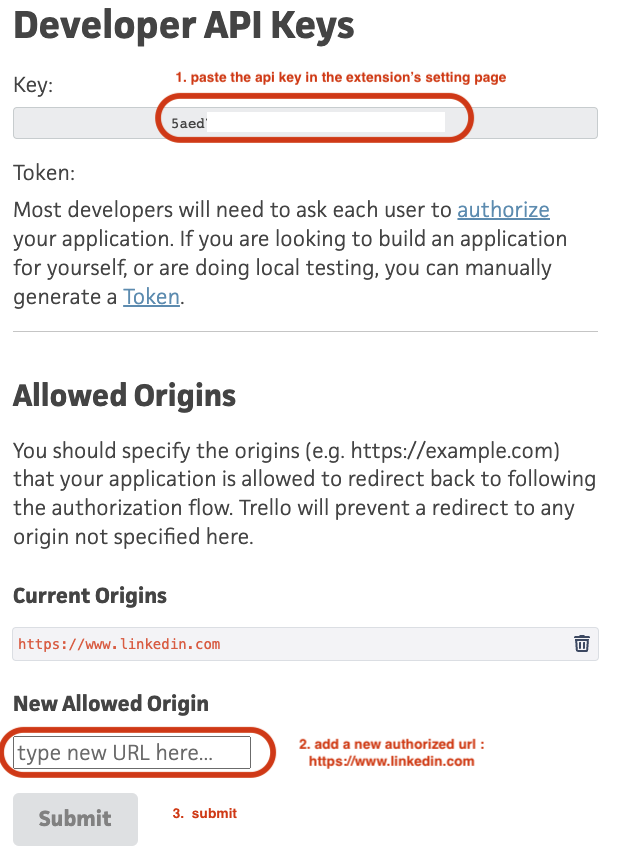 Developer API Keys
1. paste the api key in the extension's setting page
Key:
5aed
Token:
Most developers will need to ask each user to authorize
your application. If you are looking to build an application
for yourself, or are doing local testing, you can manually
generate a Token.
Allowed Origins
You should specify the origins (e.g. https://example.com)
that your application is allowed to redirect back to following
the authorization flow. Trello will prevent a redirect to any
origin not specified here.
Current Origins
https://www.linkedin.com
New Allowed Origin
type new URL here...
2. add a new authorized url :
https://www.linkedin.com
Submit
3. submit